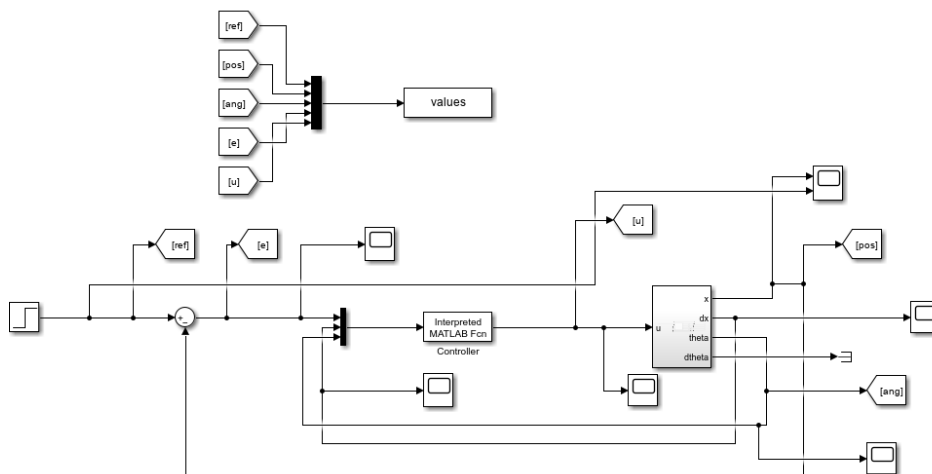 [ref]
[pos]
[ang]
[e]
[u]
values
[ref]
[e]
[u]
[pos]
+
−
Interpreted
MATLAB Fcn
Controller
u
x
dx
theta
dtheta
[ang]